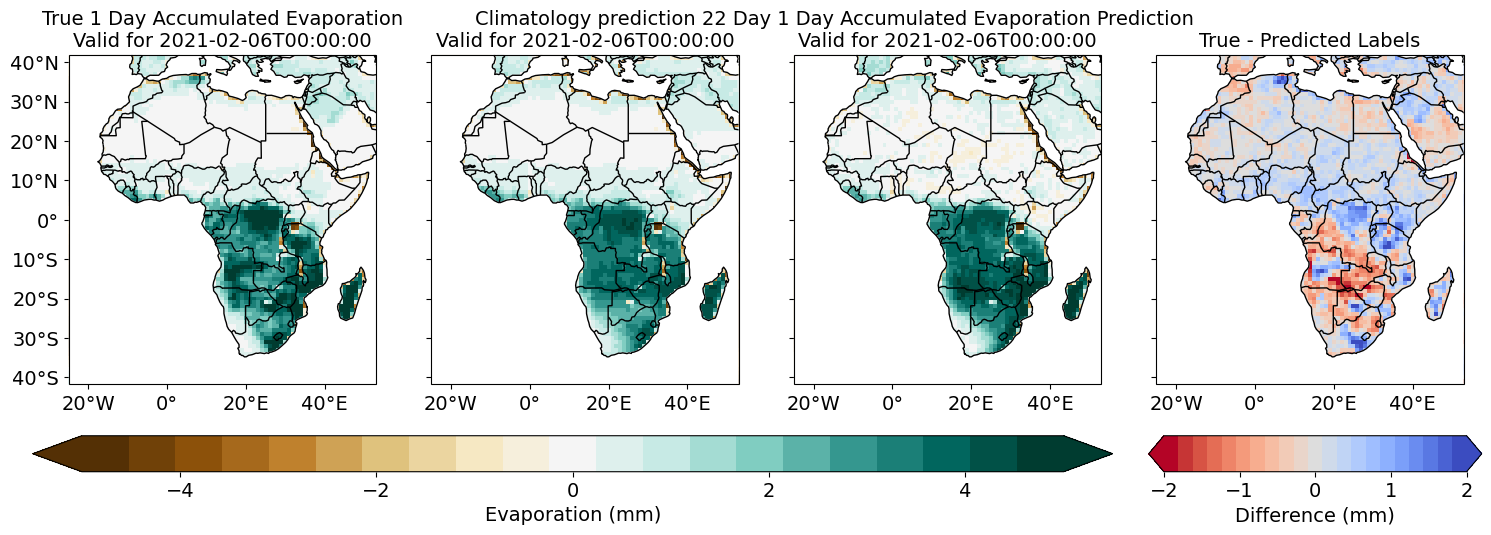 True 1 Day Accumulated Evaporation
Valid for 2021-02-06T00:00:00
Climatology prediction
Valid for 2021-02-06T00:00:00
22 Day 1 Day Accumulated Evaporation Prediction
Valid for 2021-02-06T00:00:00
True - Predicted Labels
40°N
30°N
20°N
10°N
0°
10°S
20°S
30°S
40°S
20°W 0° 20°E 40°E
20°W 0° 20°E 40°E
20°W 0° 20°E 40°E
20°W 0° 20°E 40°E
−4 −2 0 2 4
Evaporation (mm)
−2 −1 0 1 2
Difference (mm)